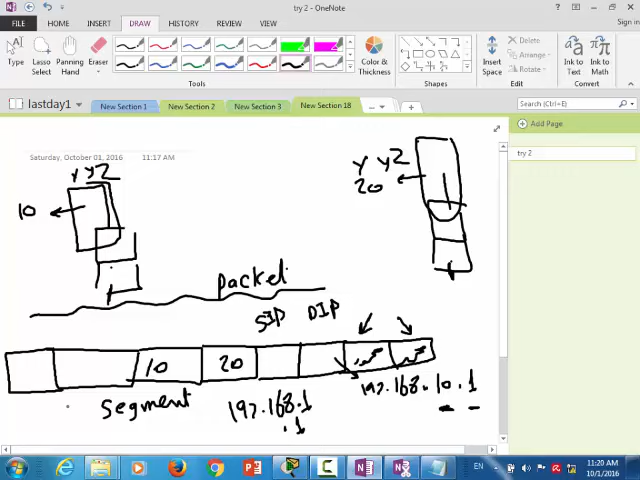 try 2 - OneNote
Sign in
FILE HOME INSERT DRAW HISTORY REVIEW VIEW
Type
Lasso Select
Panning Hand
Eraser
Color & Thickness
Insert Space
Delete
Arrange
Rotate
Ink to Text
Ink to Math
Tools
Shapes
Edit
Convert
lastday1 New Section 1 New Section 2 New Section 3 New Section 18 ... +
Search (Ctrl+E)
Add Page
try 2
Saturday, October 01, 2016 11:17 AM
Y Y Z
10
Y Y Z
20
packet
SIP DIP
10 20
Segment
192.168.1
.1
192.168.10.1
EN
11:20 AM
10/1/2016